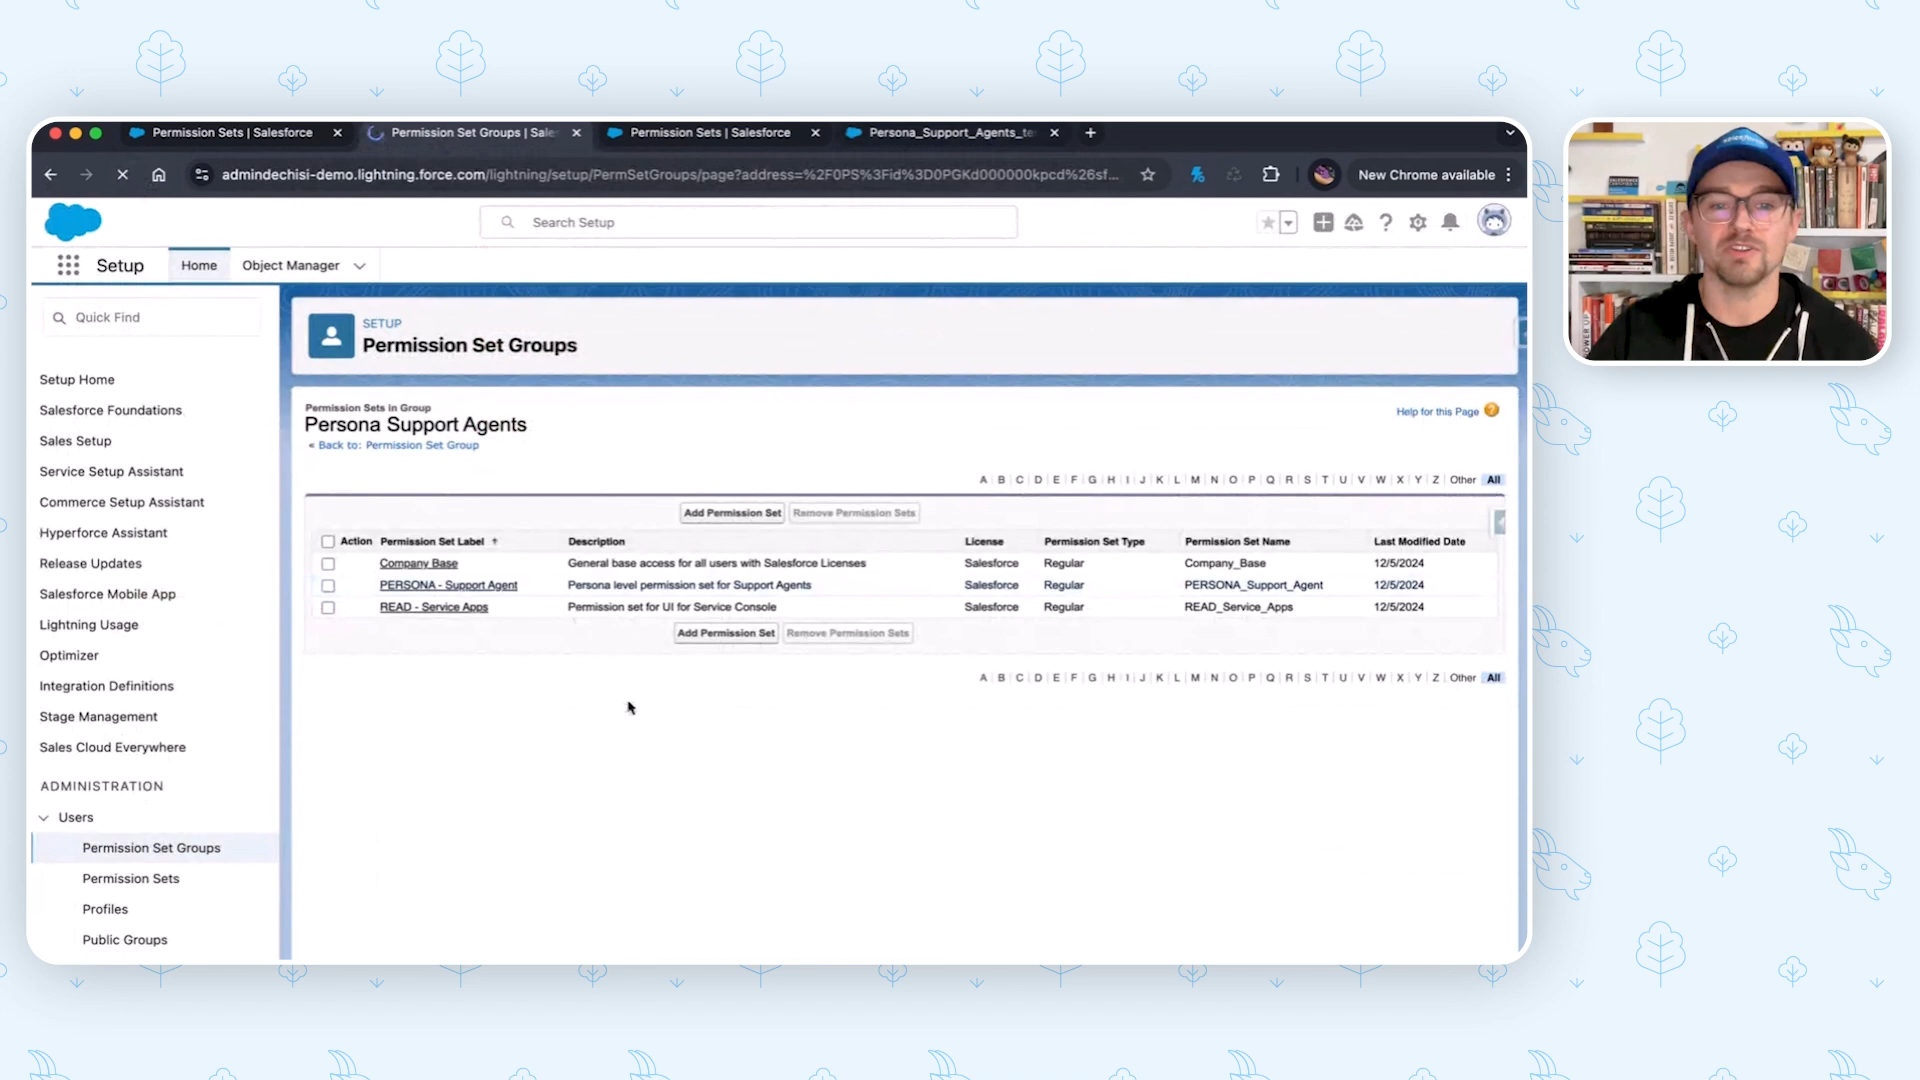 Permission Sets | Salesforce
Permission Set Groups | Sale
Permission Sets | Salesforce
Persona_Support_Agents_te
admindechisi-demo.lightning.force.com/lightning/setup/PermSetGroups/page?address=%2F0PS%3Fid%3D0PGKd000000kpcd%26sf...
New Chrome available
Search Setup
Setup
Home
Object Manager
Quick Find
Setup Home
Salesforce Foundations
Sales Setup
Service Setup Assistant
Commerce Setup Assistant
Hyperforce Assistant
Release Updates
Salesforce Mobile App
Lightning Usage
Optimizer
Integration Definitions
Stage Management
Sales Cloud Everywhere
ADMINISTRATION
Users
Permission Set Groups
Permission Sets
Profiles
Public Groups
SETUP
Permission Set Groups
Permission Sets in Group
Persona Support Agents
« Back to: Permission Set Group
Help for this Page ?
A | B | C | D | E | F | G | H | I | J | K | L | M | N | O | P | Q | R | S | T | U | V | W | X | Y | Z | Other | All
Add Permission Set Remove Permission Sets
Action Permission Set Label ↑ Description License Permission Set Type Permission Set Name Last Modified Date
Company Base General base access for all users with Salesforce Licenses Salesforce Regular Company_Base 12/5/2024
PERSONA - Support Agent Persona level permission set for Support Agents Salesforce Regular PERSONA_Support_Agent 12/5/2024
READ - Service Apps Permission set for UI for Service Console Salesforce Regular READ_Service_Apps 12/5/2024
Add Permission Set Remove Permission Sets
A | B | C | D | E | F | G | H | I | J | K | L | M | N | O | P | Q | R | S | T | U | V | W | X | Y | Z | Other | All